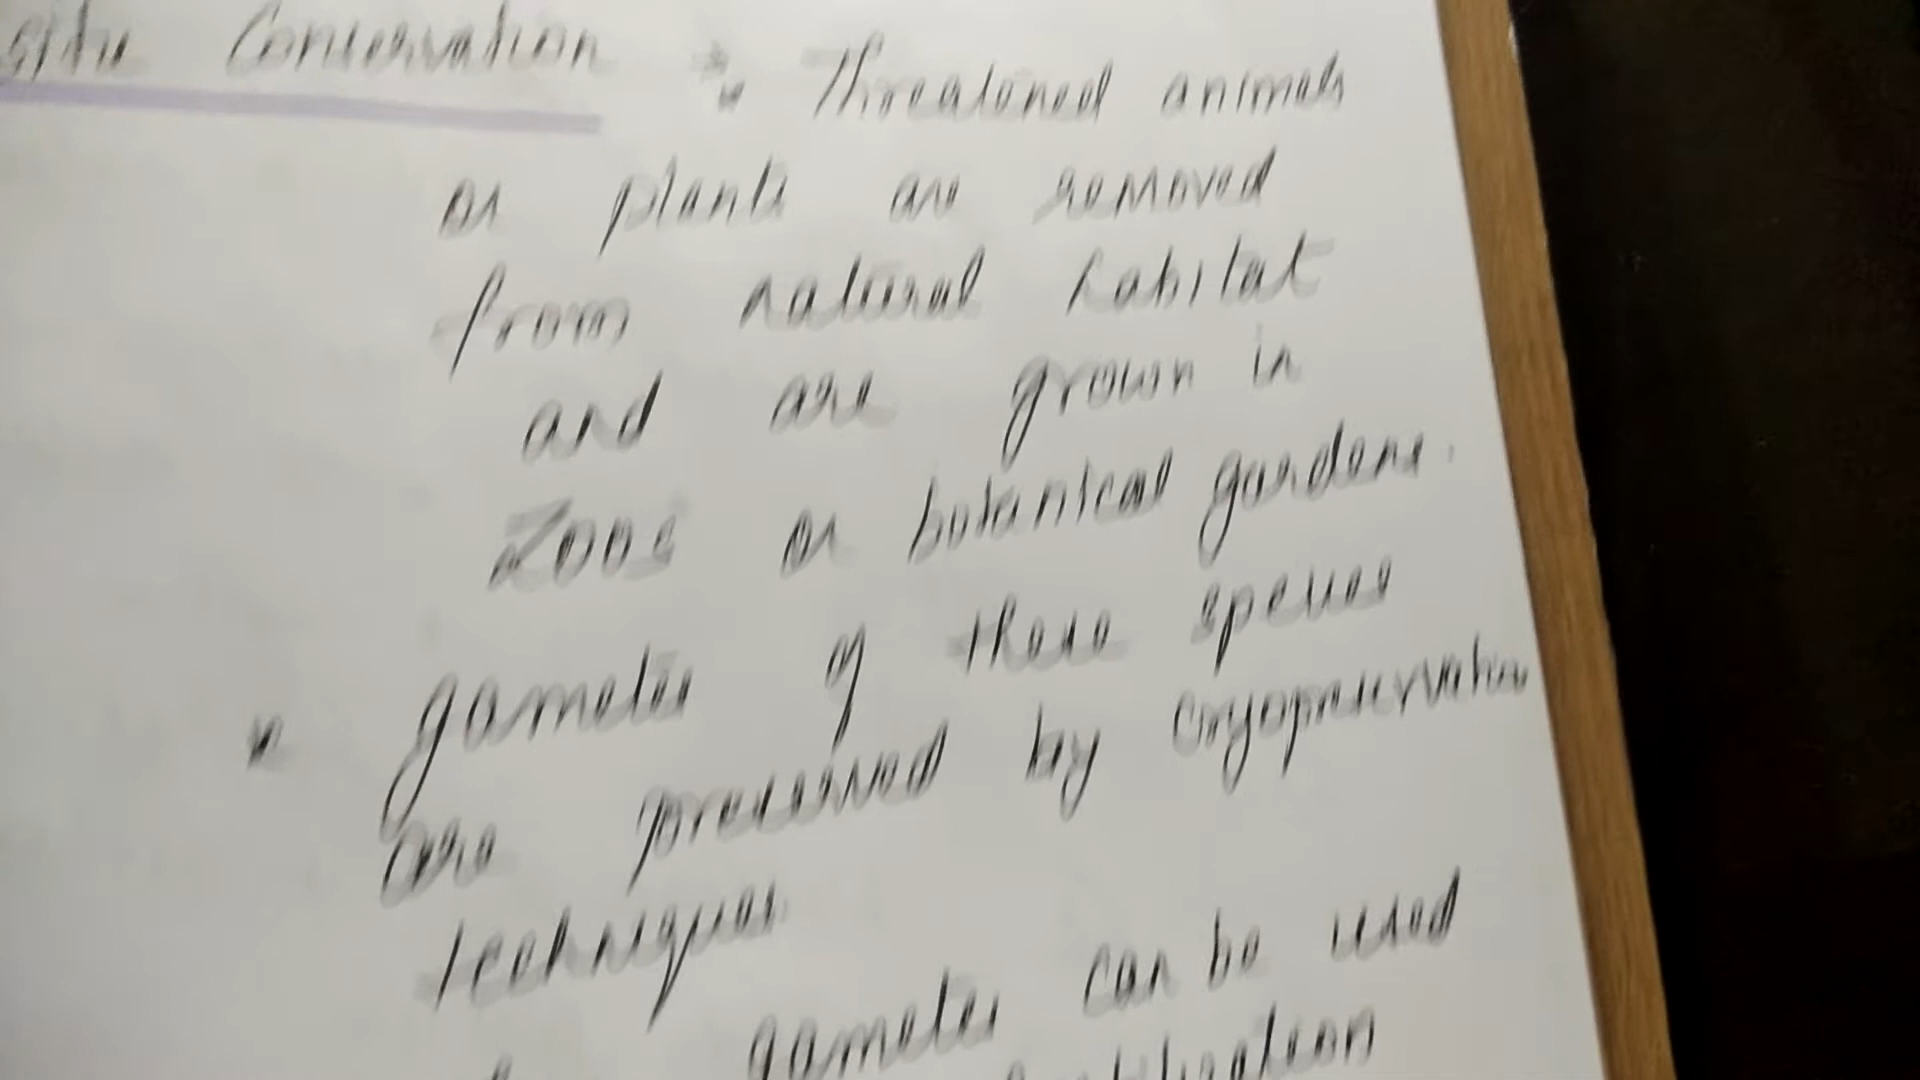 situ Conservation Threatened animals
or plants are removed
from natural habitat
and are grown in
Zoos or botanical gardens.
gametes of these species
are preserved by cryopreservation
techniques.
gametes can be used